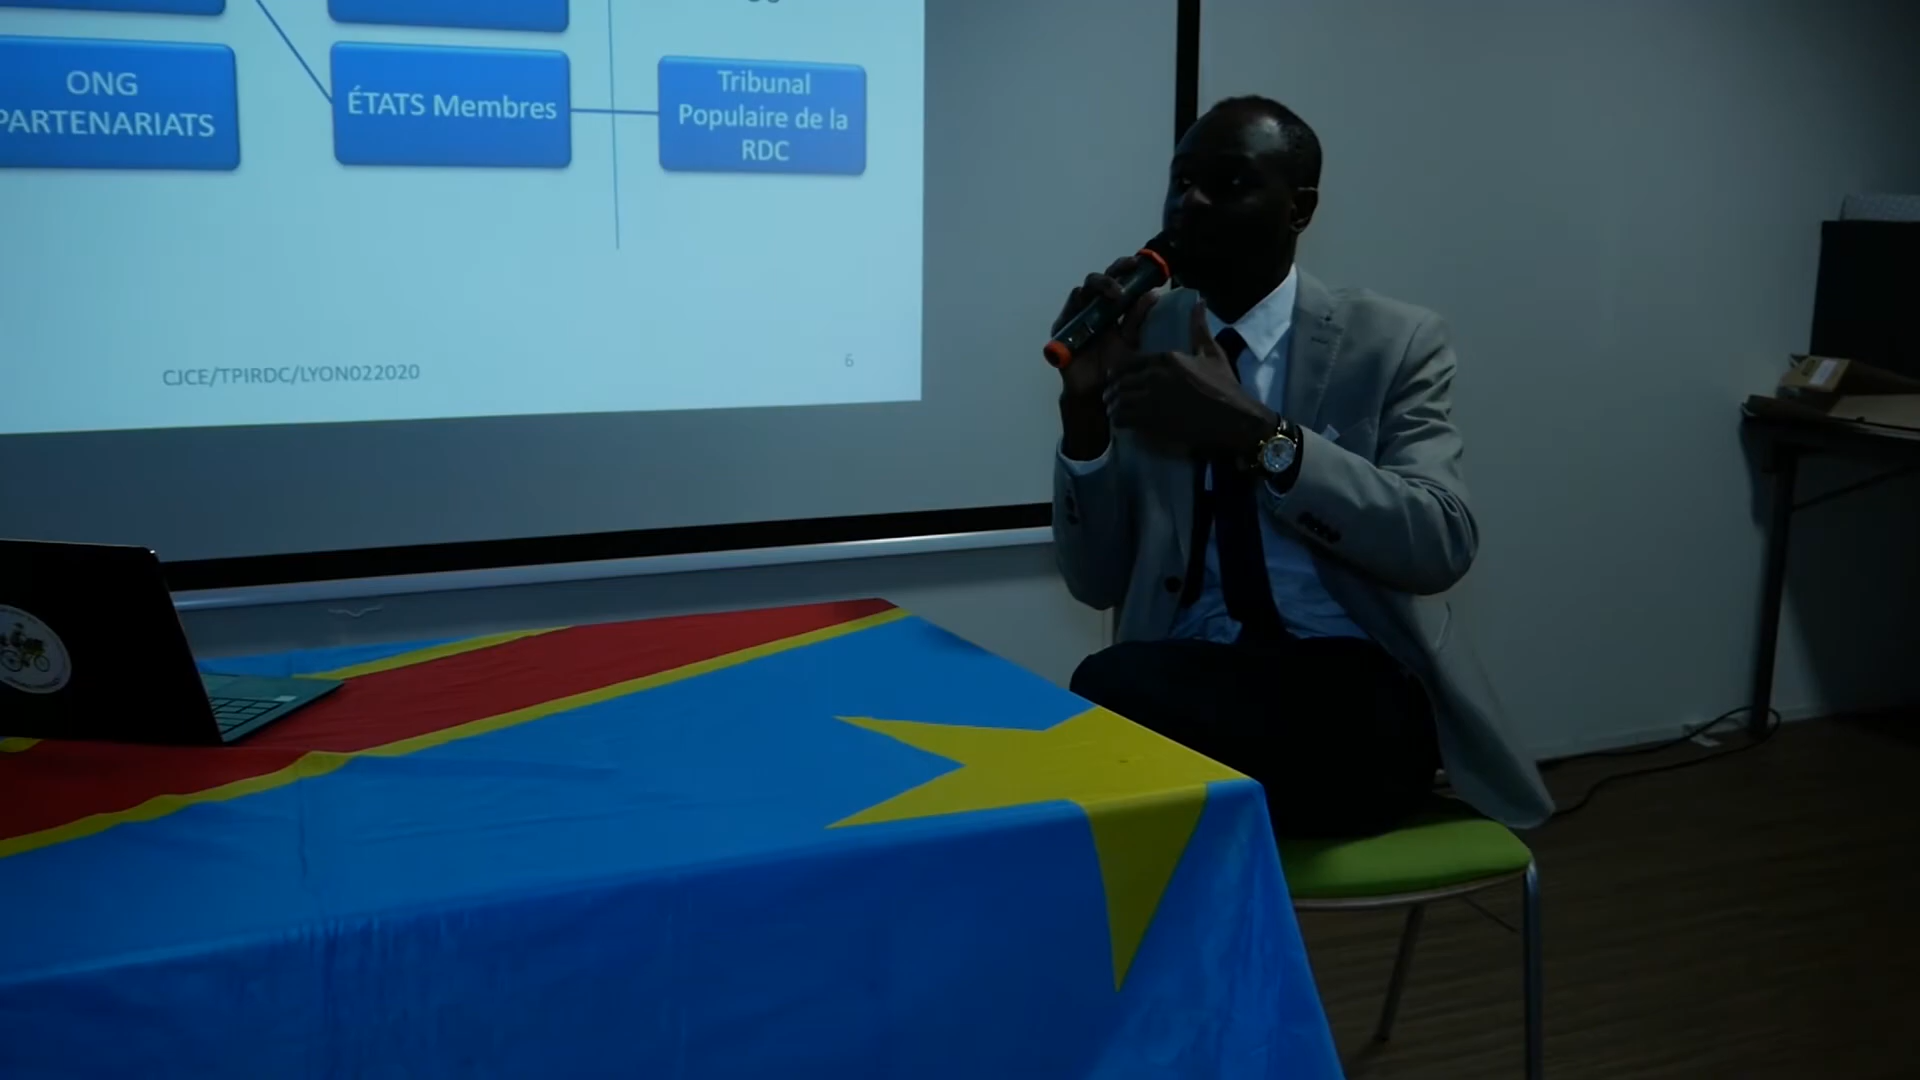 ONG
PARTENARIATS
ÉTATS Membres
Tribunal
Populaire de la
RDC
CJCE/TPIRDC/LYON022020
6